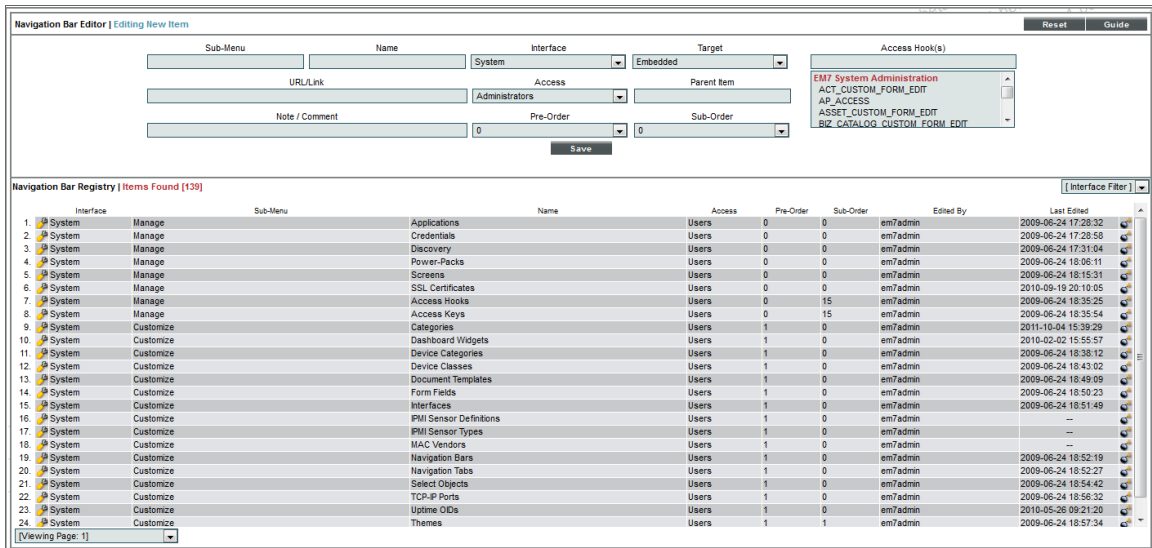 Navigation Bar Editor | Editing New Item Reset Guide
Sub-Menu Name Interface Target Access Hook(s)
System Embedded
EM7 System Administration
ACT_CUSTOM_FORM_EDIT
AP_ACCESS
ASSET_CUSTOM_FORM_EDIT
BIZ_CATALOG_CUSTOM_FORM_EDIT
URL/Link Access Parent Item
Administrators
Note / Comment Pre-Order Sub-Order
0 0
Save
Navigation Bar Registry | Items Found [139] [ Interface Filter ]
Interface Sub-Menu Name Access Pre-Order Sub-Order Edited By Last Edited
1. System Manage Applications Users 0 0 em7admin 2009-06-24 17:28:32
2. System Manage Credentials Users 0 0 em7admin 2009-06-24 17:28:58
3. System Manage Discovery Users 0 0 em7admin 2009-06-24 17:31:04
4. System Manage Power-Packs Users 0 0 em7admin 2009-06-24 18:06:11
5. System Manage Screens Users 0 0 em7admin 2009-06-24 18:15:31
6. System Manage SSL Certificates Users 0 0 em7admin 2010-09-19 20:10:05
7. System Manage Access Hooks Users 0 15 em7admin 2009-06-24 18:35:25
8. System Manage Access Keys Users 0 15 em7admin 2009-06-24 18:35:54
9. System Customize Categories Users 1 0 em7admin 2011-10-04 15:39:29
10. System Customize Dashboard Widgets Users 1 0 em7admin 2010-02-02 15:55:57
11. System Customize Device Categories Users 1 0 em7admin 2009-06-24 18:38:12
12. System Customize Device Classes Users 1 0 em7admin 2009-06-24 18:43:02
13. System Customize Document Templates Users 1 0 em7admin 2009-06-24 18:49:09
14. System Customize Form Fields Users 1 0 em7admin 2009-06-24 18:50:23
15. System Customize Interfaces Users 1 0 em7admin 2009-06-24 18:51:49
16. System Customize IPMI Sensor Definitions Users 1 0 em7admin --
17. System Customize IPMI Sensor Types Users 1 0 em7admin --
18. System Customize MAC Vendors Users 1 0 em7admin --
19. System Customize Navigation Bars Users 1 0 em7admin 2009-06-24 18:52:19
20. System Customize Navigation Tabs Users 1 0 em7admin 2009-06-24 18:52:27
21. System Customize Select Objects Users 1 0 em7admin 2009-06-24 18:54:42
22. System Customize TCP-IP Ports Users 1 0 em7admin 2009-06-24 18:56:32
23. System Customize Uptime OIDs Users 1 0 em7admin 2010-05-26 09:21:20
24. System Customize Themes Users 1 1 em7admin 2009-06-24 18:57:34
[Viewing Page: 1]